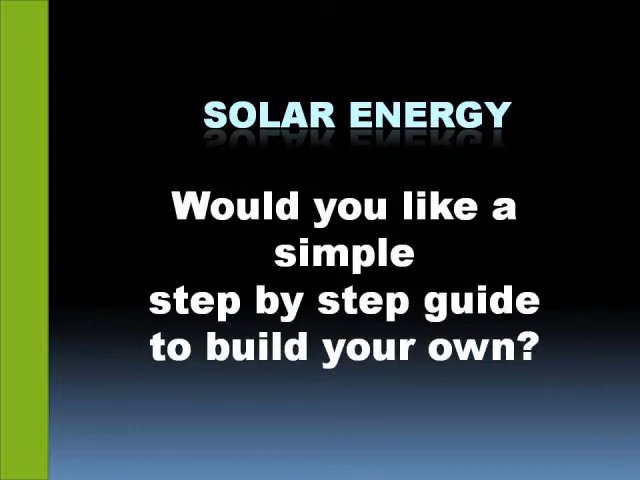 SOLAR ENERGY
Would you like a
simple
step by step guide
to build your own?